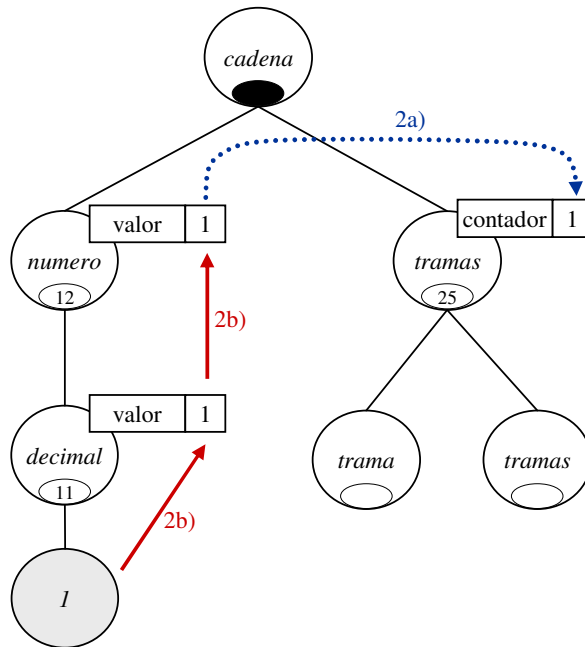 cadena
2a)
valor 1
contador 1
numero
12
tramas
25
2b)
valor 1
decimal
11
trama
tramas
2b)
1